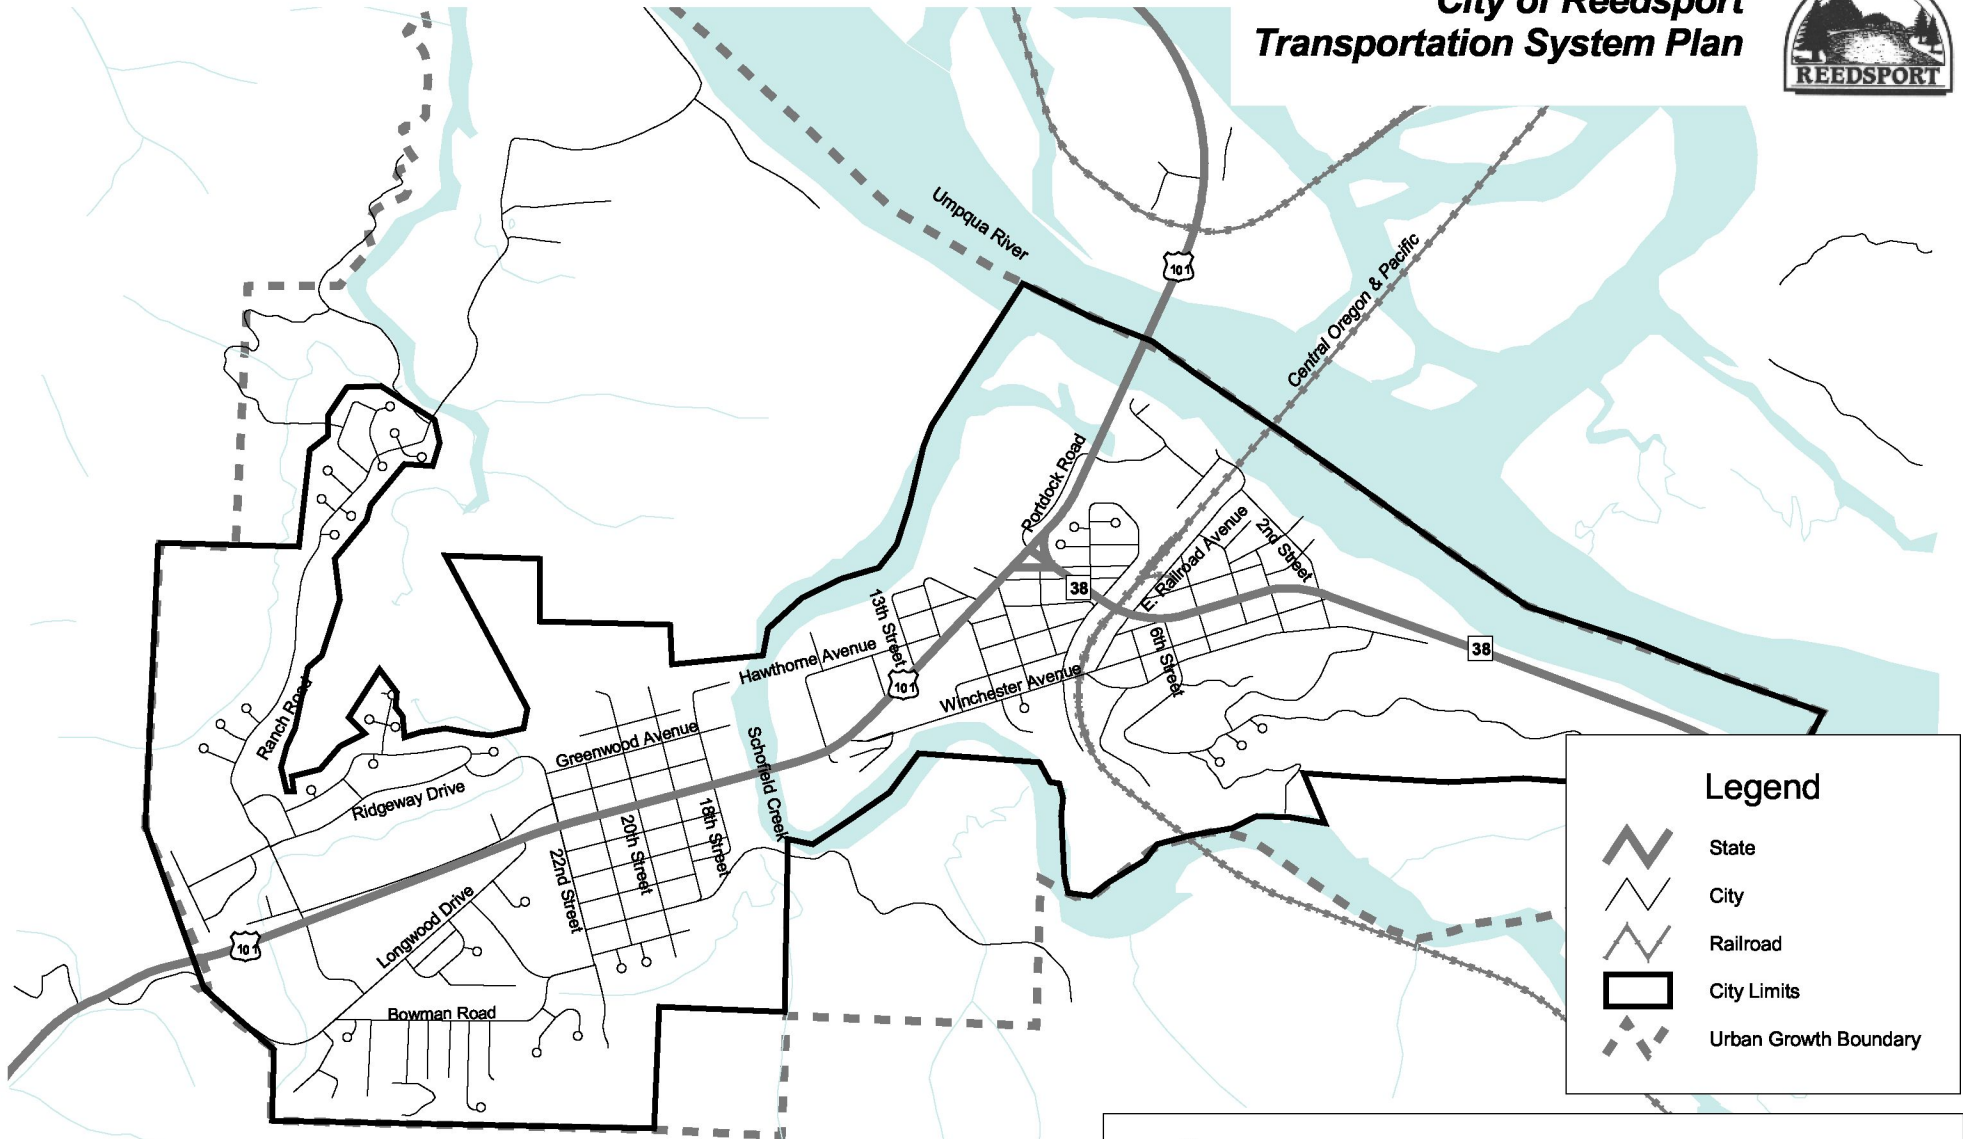 City of Reedsport
Transportation System Plan
REEDSPORT
Umpqua River
101
Central Oregon & Pacific
Portdock Road
2nd Street
E. Railroad Avenue
38
13th Street
Hawthorne Avenue
6th Street
38
101
Winchester Avenue
Ranch Road
Greenwood Avenue
Schofield Creek
Ridgeway Drive
18th Street
20th Street
22nd Street
Longwood Drive
101
Bowman Road
Legend
State
City
Railroad
City Limits
Urban Growth Boundary